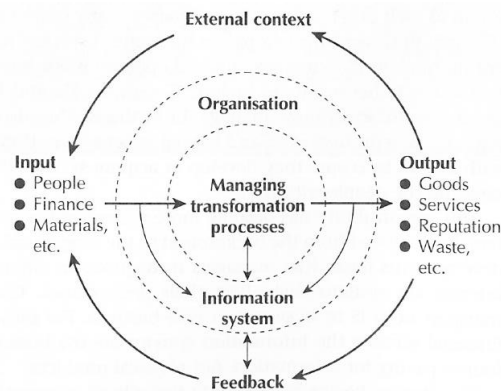 External context
Organisation
Input
● People
● Finance
● Materials,
etc.
Managing
transformation
processes
Output
● Goods
● Services
● Reputation
● Waste,
etc.
Information
system
Feedback